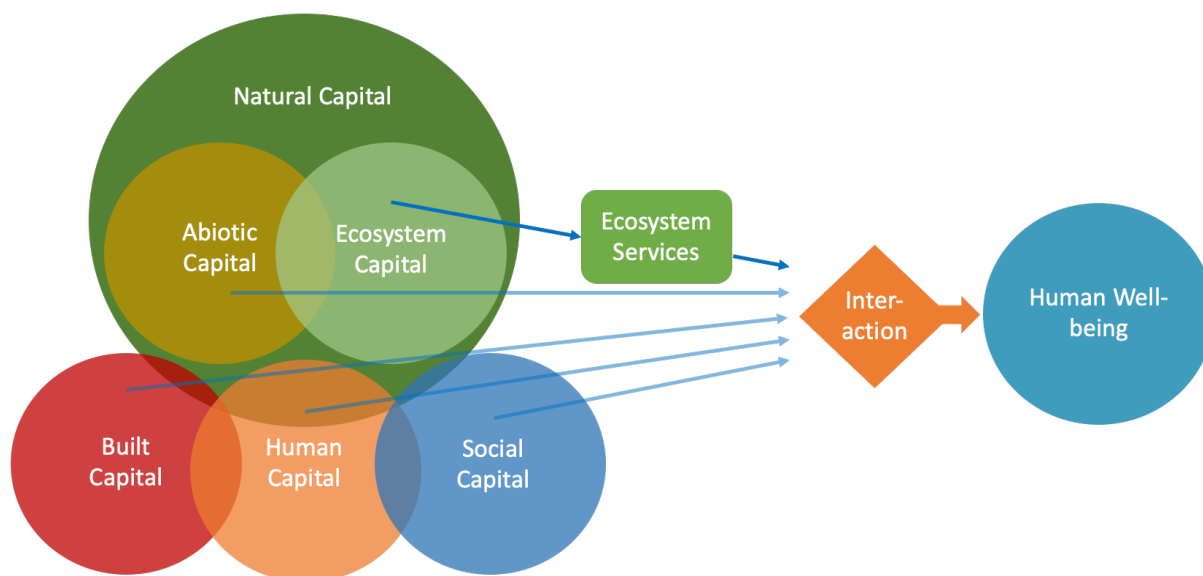 Natural Capital
Abiotic
Capital
Ecosystem
Capital
Ecosystem
Services
Inter-
action
Human Well-
being
Built
Capital
Human
Capital
Social
Capital